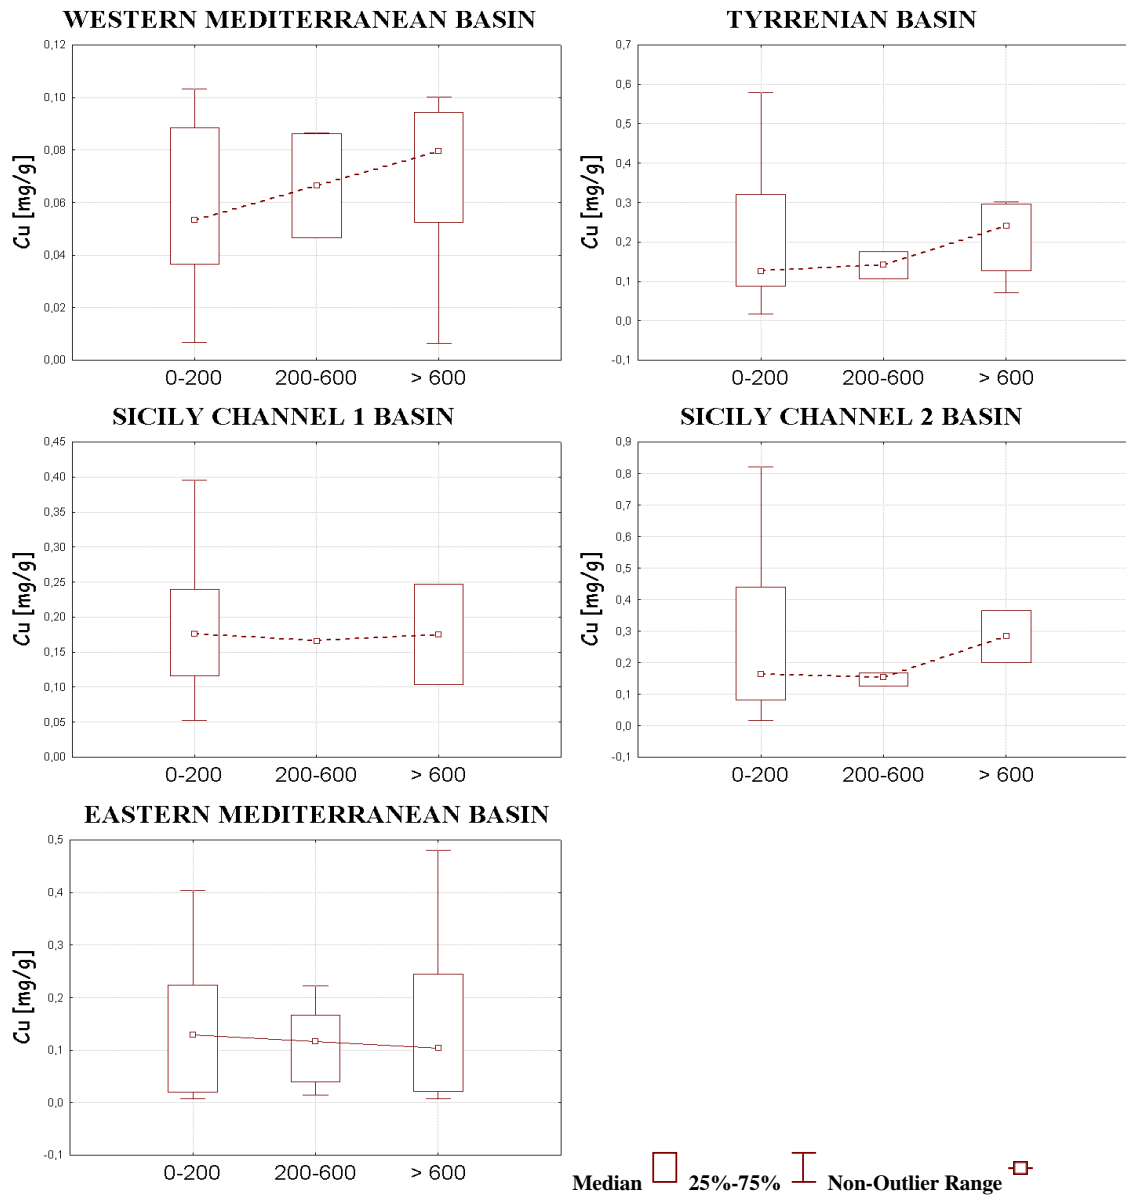 WESTERN MEDITERRANEAN BASIN
Cu [mg/g]
0,12
0,10
0,08
0,06
0,04
0,02
0,00
0-200 200-600 > 600
TYRRENIAN BASIN
Cu [mg/g]
0,7
0,6
0,5
0,4
0,3
0,2
0,1
0,0
-0,1
0-200 200-600 > 600
SICILY CHANNEL 1 BASIN
Cu [mg/g]
0,45
0,40
0,35
0,30
0,25
0,20
0,15
0,10
0,05
0,00
0-200 200-600 > 600
SICILY CHANNEL 2 BASIN
Cu [mg/g]
0,9
0,8
0,7
0,6
0,5
0,4
0,3
0,2
0,1
0,0
-0,1
0-200 200-600 > 600
EASTERN MEDITERRANEAN BASIN
Cu [mg/g]
0,5
0,4
0,3
0,2
0,1
0,0
-0,1
0-200 200-600 > 600
Median 25%-75% Non-Outlier Range